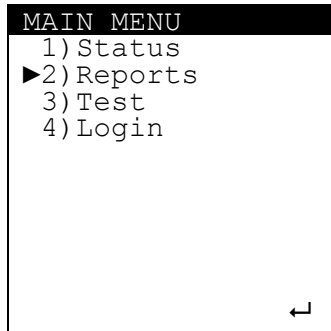 MAIN MENU
1)Status
►2)Reports
3)Test
4)Login
↵